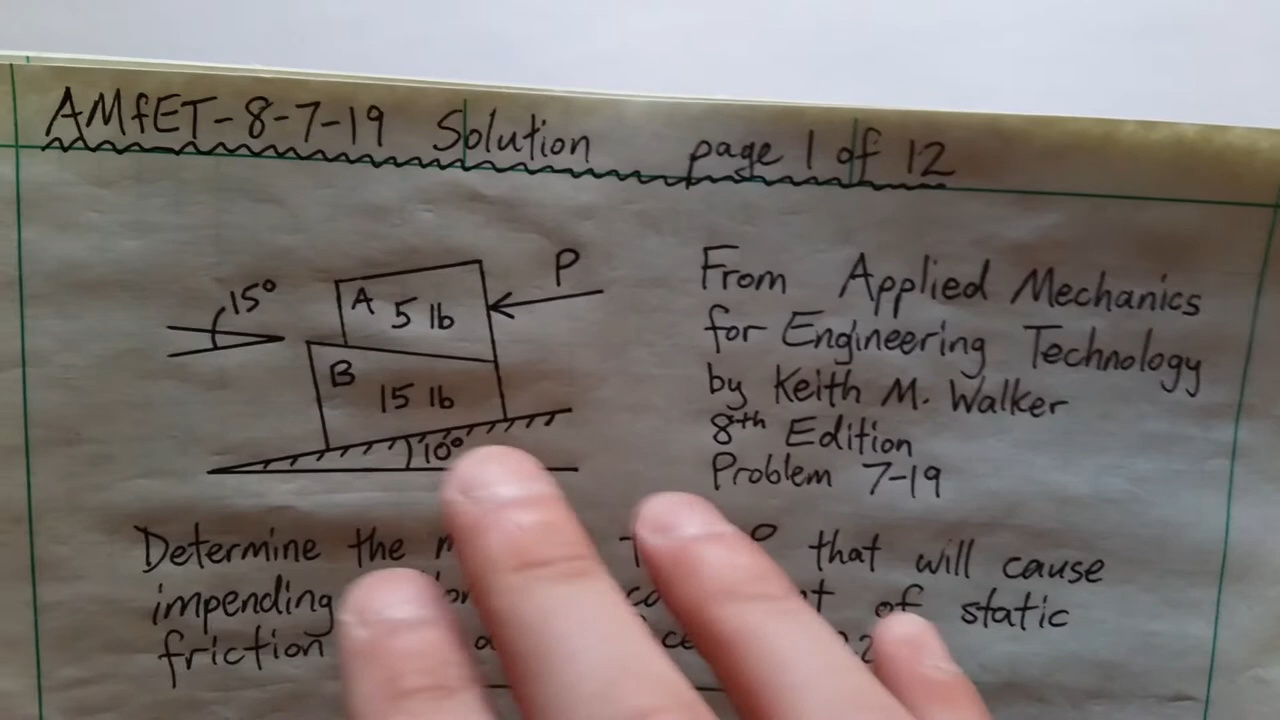 AMfET-8-7-19 Solution page 1 of 12
15°
A 5 lb
P
B 15 lb
10°
From Applied Mechanics
for Engineering Technology
by Keith M. Walker
8th Edition
Problem 7-19
Determine the that will cause
impending of static
friction